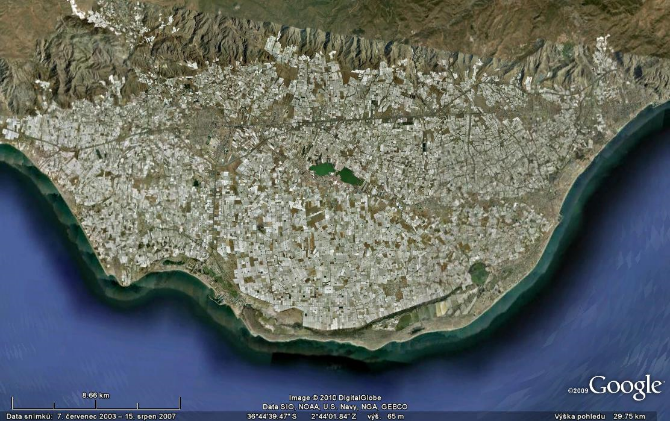 8.66 km
Image © 2010 DigitalGlobe
Data SIO, NOAA, U.S. Navy, NGA, GEBCO
©2009 Google
Data snímků: 7. červenec 2003 – 15. srpen 2007 36°44'39.47" S 2°44'01.84" Z výš. 65 m Výška pohledu 29.75 km